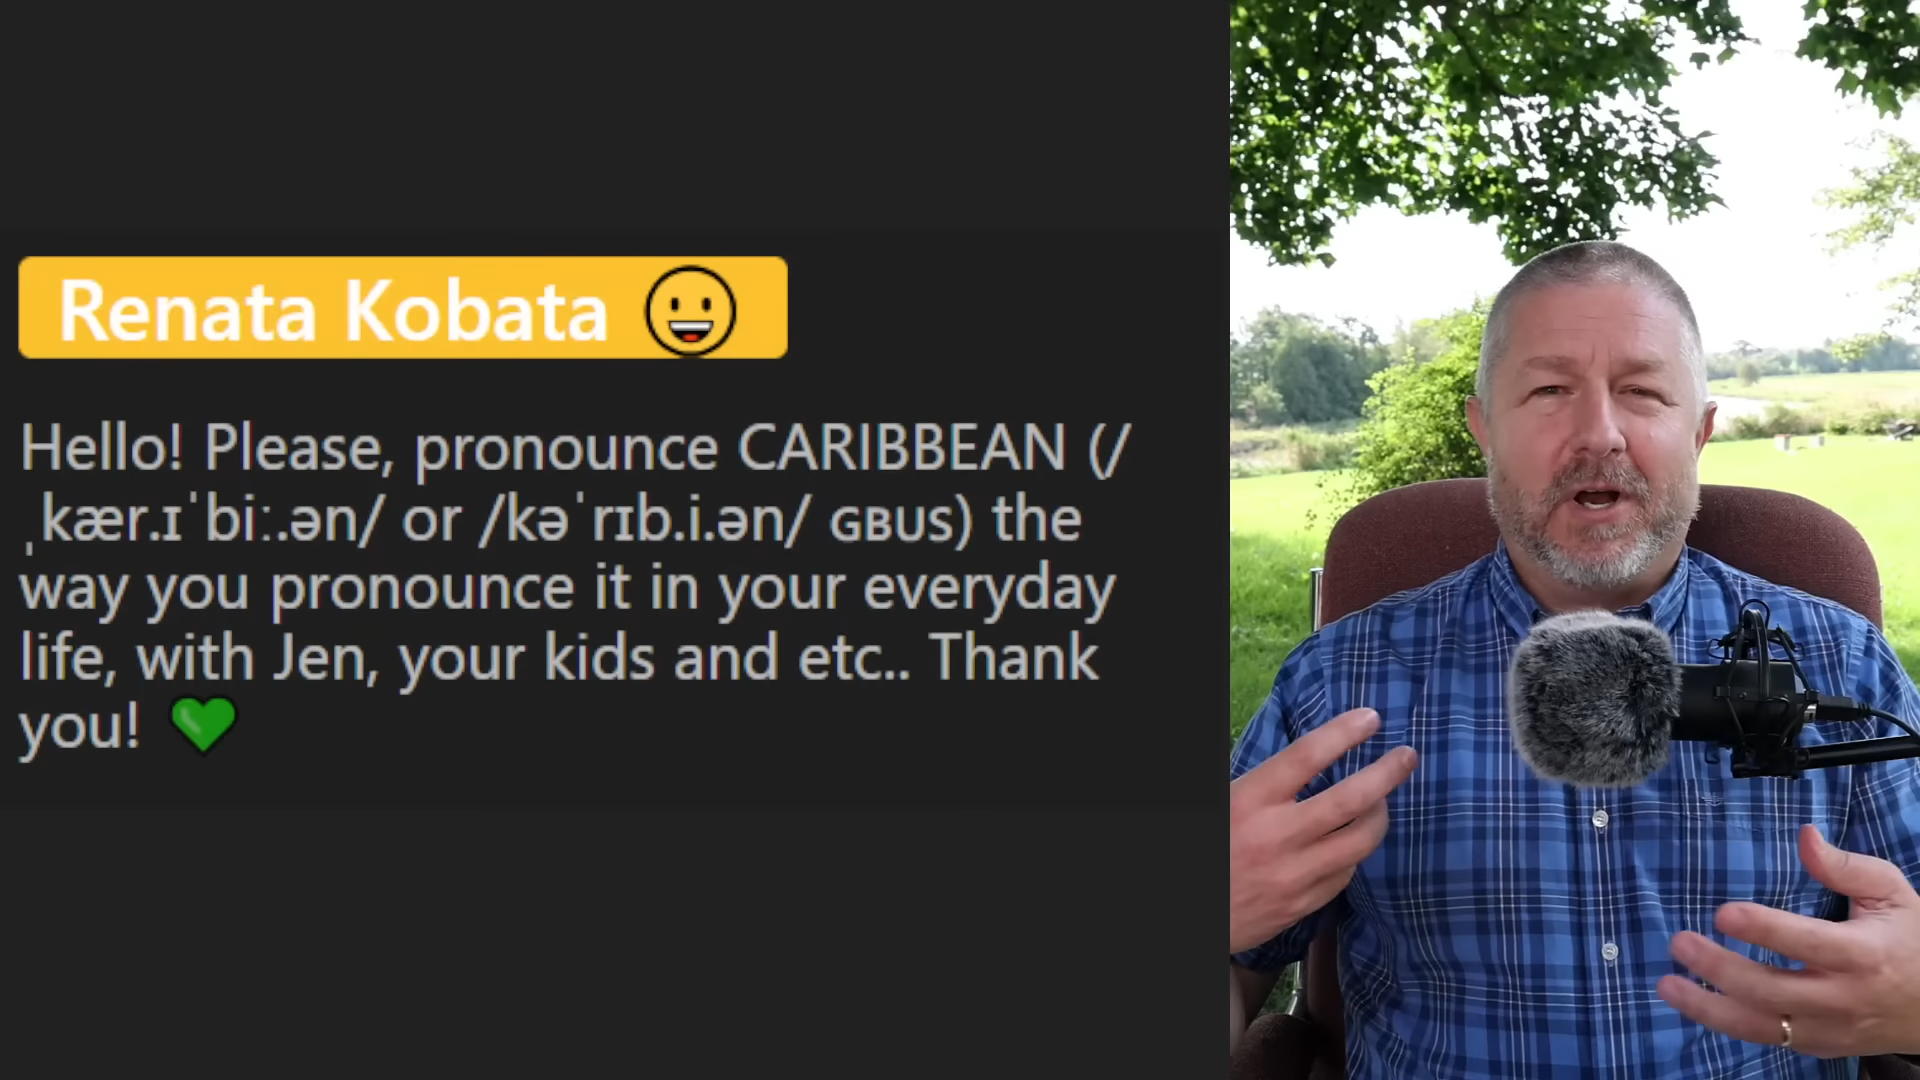 Renata Kobata 😀
Hello! Please, pronounce CARIBBEAN (/
ˌkær.ɪˈbiː.ən/ or /kəˈrɪb.i.ən/ ɢʙᴜs) the
way you pronounce it in your everyday
life, with Jen, your kids and etc.. Thank
you! 💚